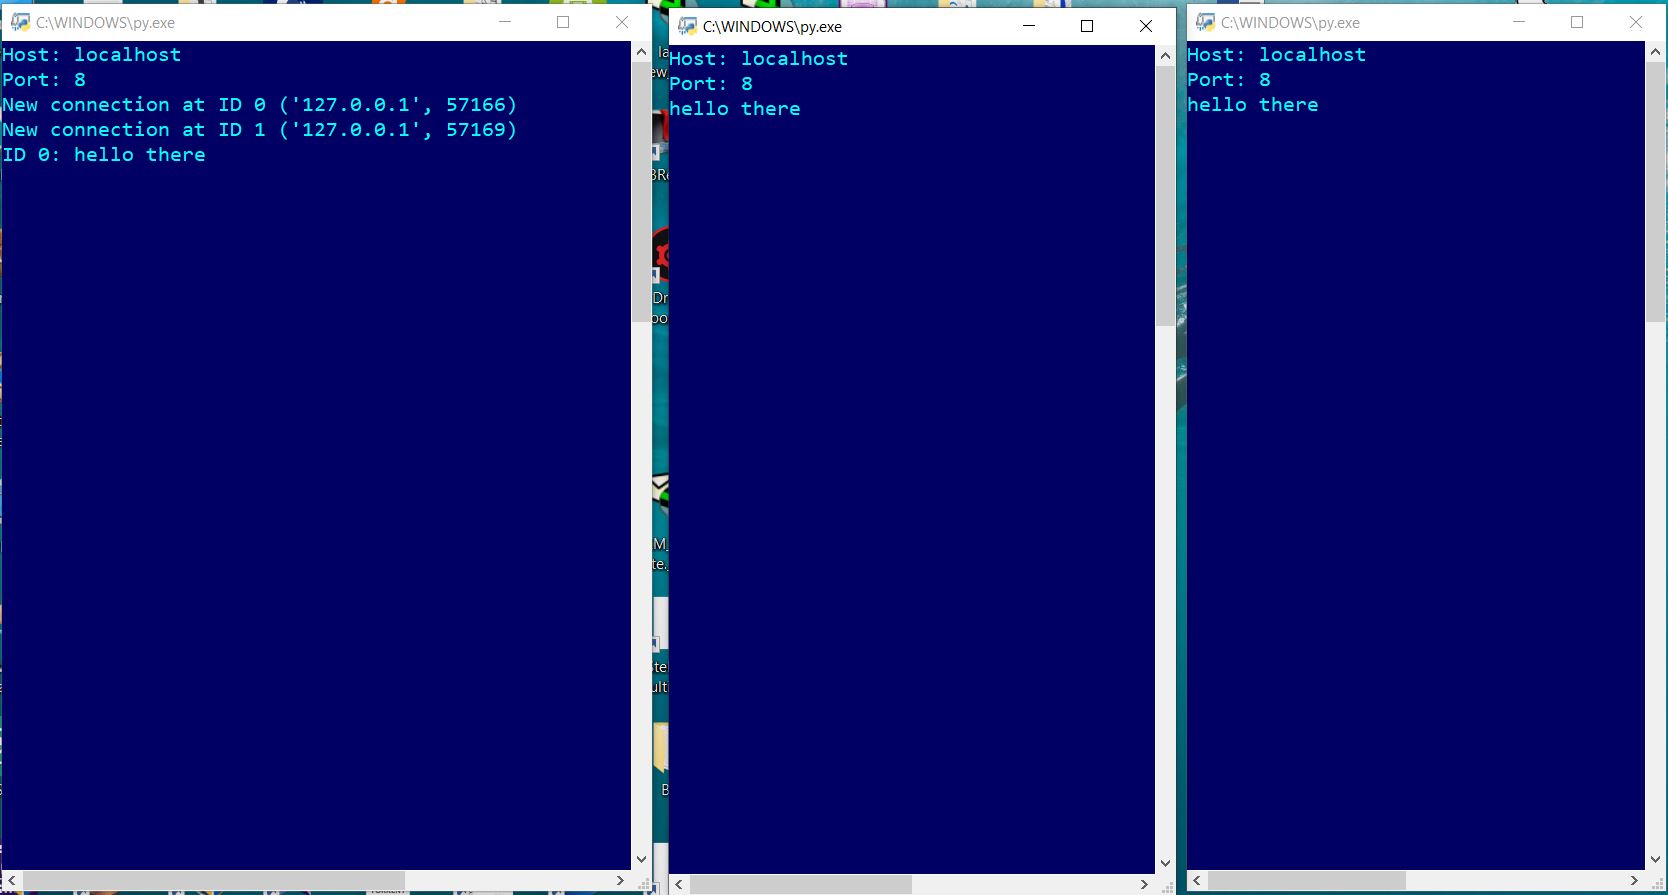 C:\WINDOWS\py.exe
Host: localhost
Port: 8
New connection at ID 0 ('127.0.0.1', 57166)
New connection at ID 1 ('127.0.0.1', 57169)
ID 0: hello there
C:\WINDOWS\py.exe
Host: localhost
Port: 8
hello there
C:\WINDOWS\py.exe
Host: localhost
Port: 8
hello there